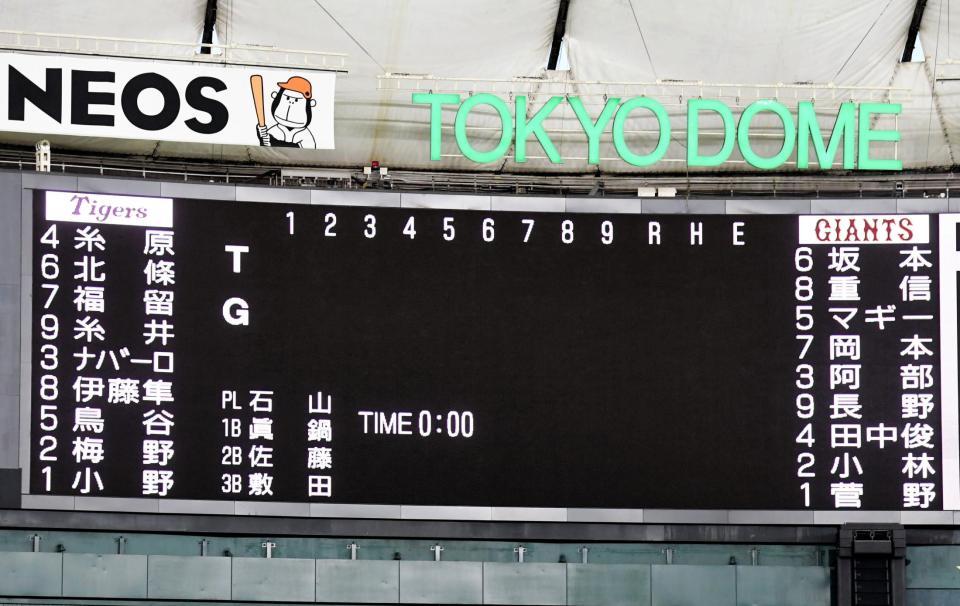 NEOS
TOKYO DOME
Tigers
4 糸原
6 北條
7 福留
9 糸井
3 ナバーロ
8 伊藤隼
5 鳥谷
2 梅野
1 小野
1 2 3 4 5 6 7 8 9 R H E
T
G
PL 石山
1B 眞鍋
2B 佐藤
3B 敷田
TIME 0:00
GIANTS
6 坂本
8 重信
5 マギー
7 岡本
3 阿部
9 長野
4 田中俊
2 小林
1 菅野